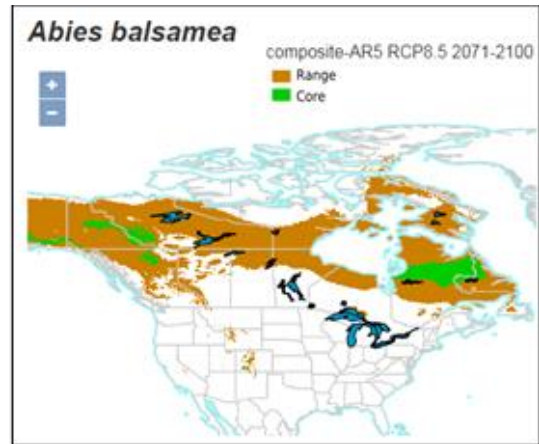 Abies balsamea
composite-AR5 RCP8.5 2071-2100
+
Range
−
Core